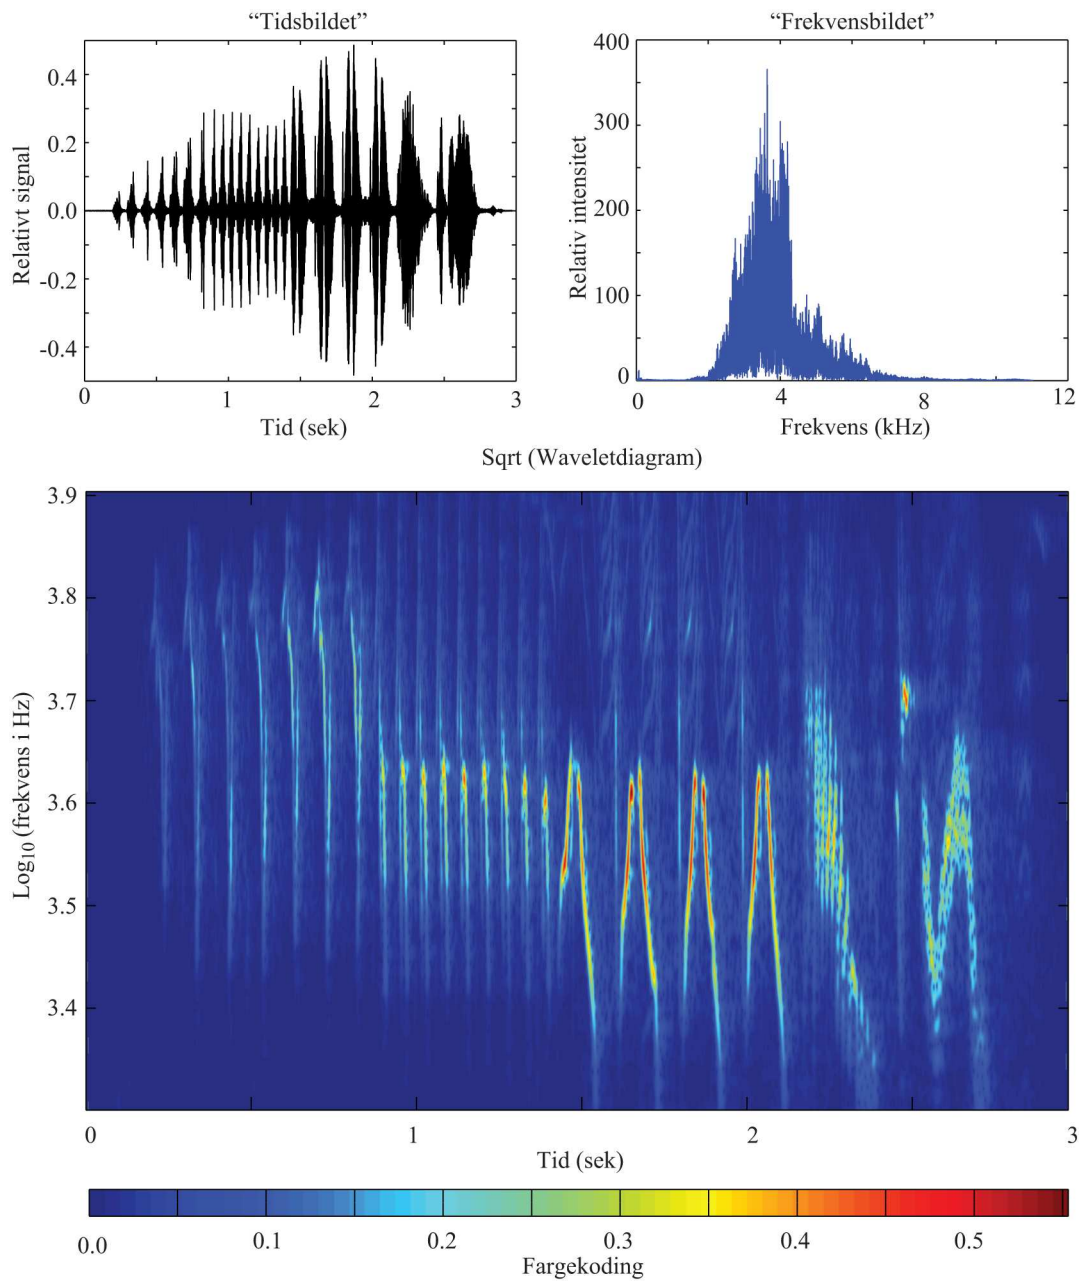 “Tidsbildet”
Relativt signal
0.4
0.2
0.0
-0.2
-0.4
0 1 2 3
Tid (sek)
“Frekvensbildet”
Relativ intensitet
400
300
200
100
0
0 4 8 12
Frekvens (kHz)
Sqrt (Waveletdiagram)
Log10 (frekvens i Hz)
3.9
3.8
3.7
3.6
3.5
3.4
0 1 2 3
Tid (sek)
0.0 0.1 0.2 0.3 0.4 0.5
Fargekoding